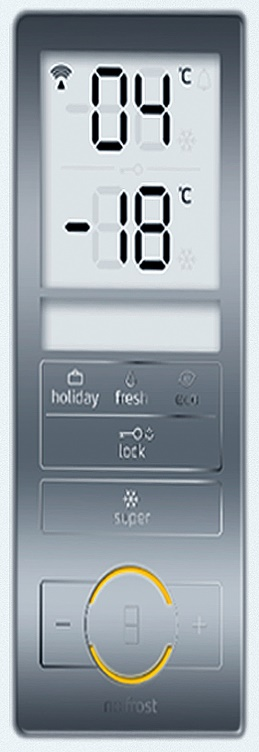 04 °C
-18 °C
holiday fresh eco
lock
super
- +
nofrost